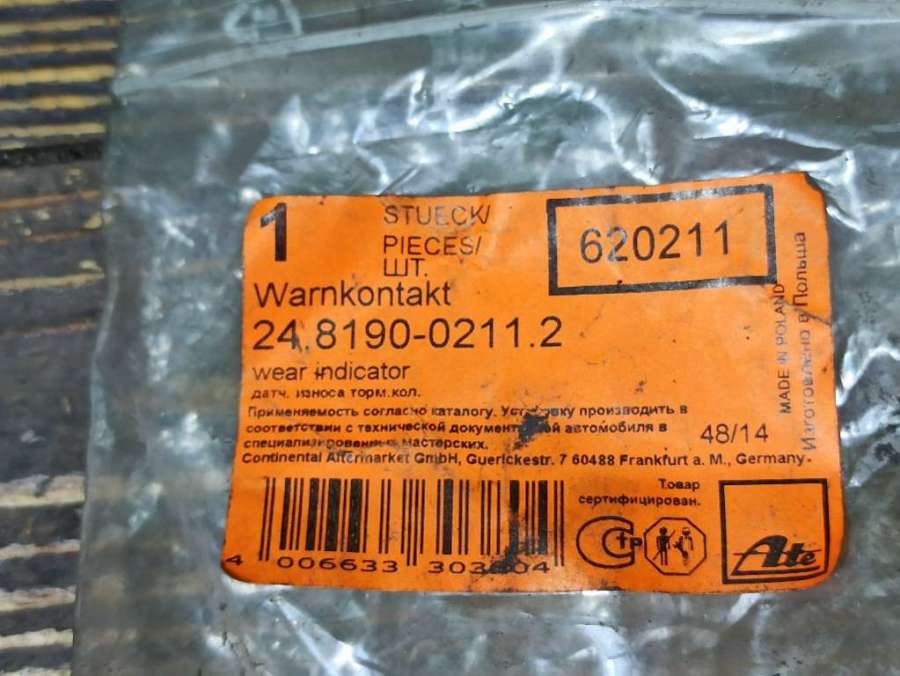 1
STUECK/
PIECES/
ШТ.
620211
Warnkontakt
24.8190-0211.2
wear indicator
датч. износа торм.кол.
Применяемость согласно каталогу. Установку производить в
соответствии с технической документацией автомобиля в
специализированных мастерских.
48/14
Continental Aftermarket GmbH, Guerickestr. 7 60488 Frankfurt a. M., Germany
MADE IN POLAND
Изготовлено в Польша
Товар
сертифицирован.
4 006633
Ate